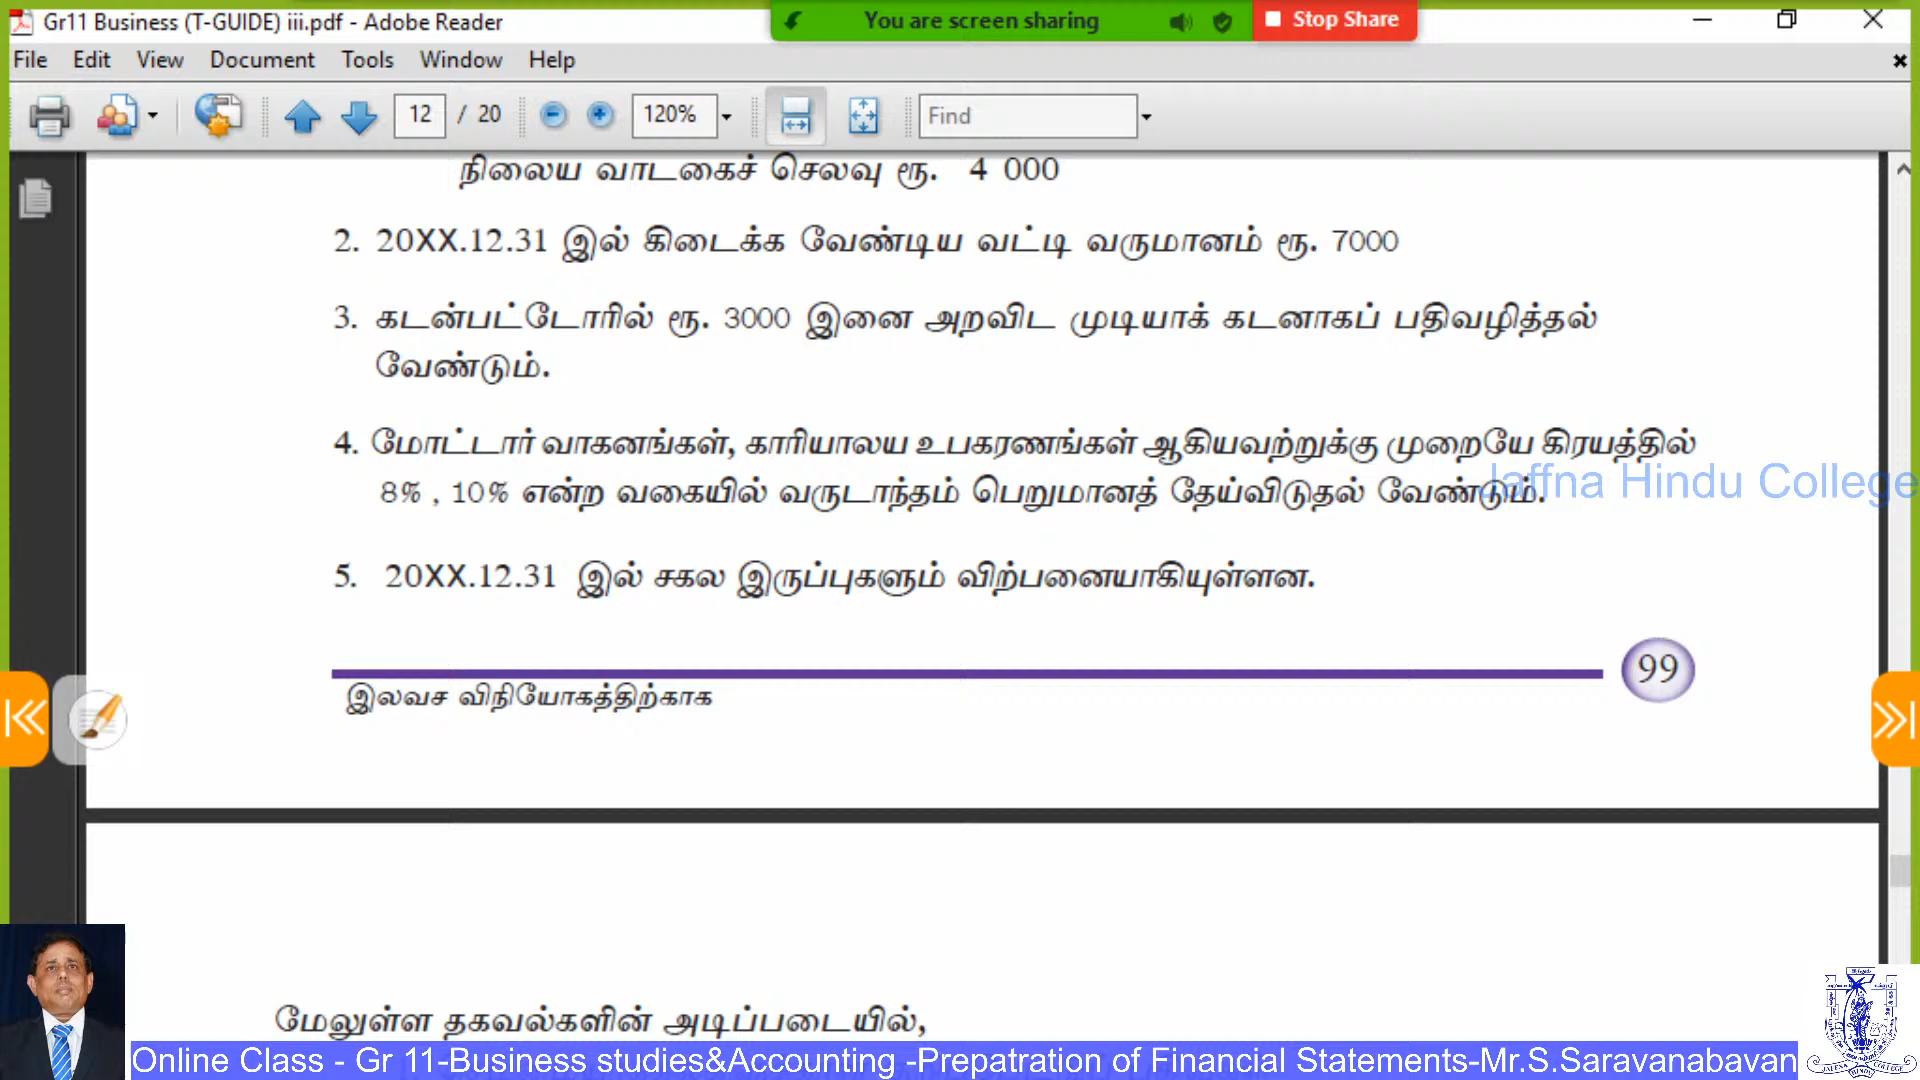 Gr11 Business (T-GUIDE) iii.pdf - Adobe Reader
You are screen sharing
Stop Share
File Edit View Document Tools Window Help
12 / 20 120% Find
நிலைய வாடகைச் செலவு ரூ. 4 000
2. 20XX.12.31 இல் கிடைக்க வேண்டிய வட்டி வருமானம் ரூ. 7000
3. கடன்பட்டோரில் ரூ. 3000 இனை அறவிட முடியாக் கடனாகப் பதிவழித்தல்
வேண்டும்.
4. மோட்டார் வாகனங்கள், காரியாலய உபகரணங்கள் ஆகியவற்றுக்கு முறையே கிரயத்தில்
8% , 10% என்ற வகையில் வருடாந்தம் பெறுமானத் தேய்விடுதல் வேண்டும்.
Jaffna Hindu College
5. 20XX.12.31 இல் சகல இருப்புகளும் விற்பனையாகியுள்ளன.
99
இலவச விநியோகத்திற்காக
மேலுள்ள தகவல்களின் அடிப்படையில்,
Online Class - Gr 11-Business studies&Accounting -Prepatration of Financial Statements-Mr.S.Saravanabavan